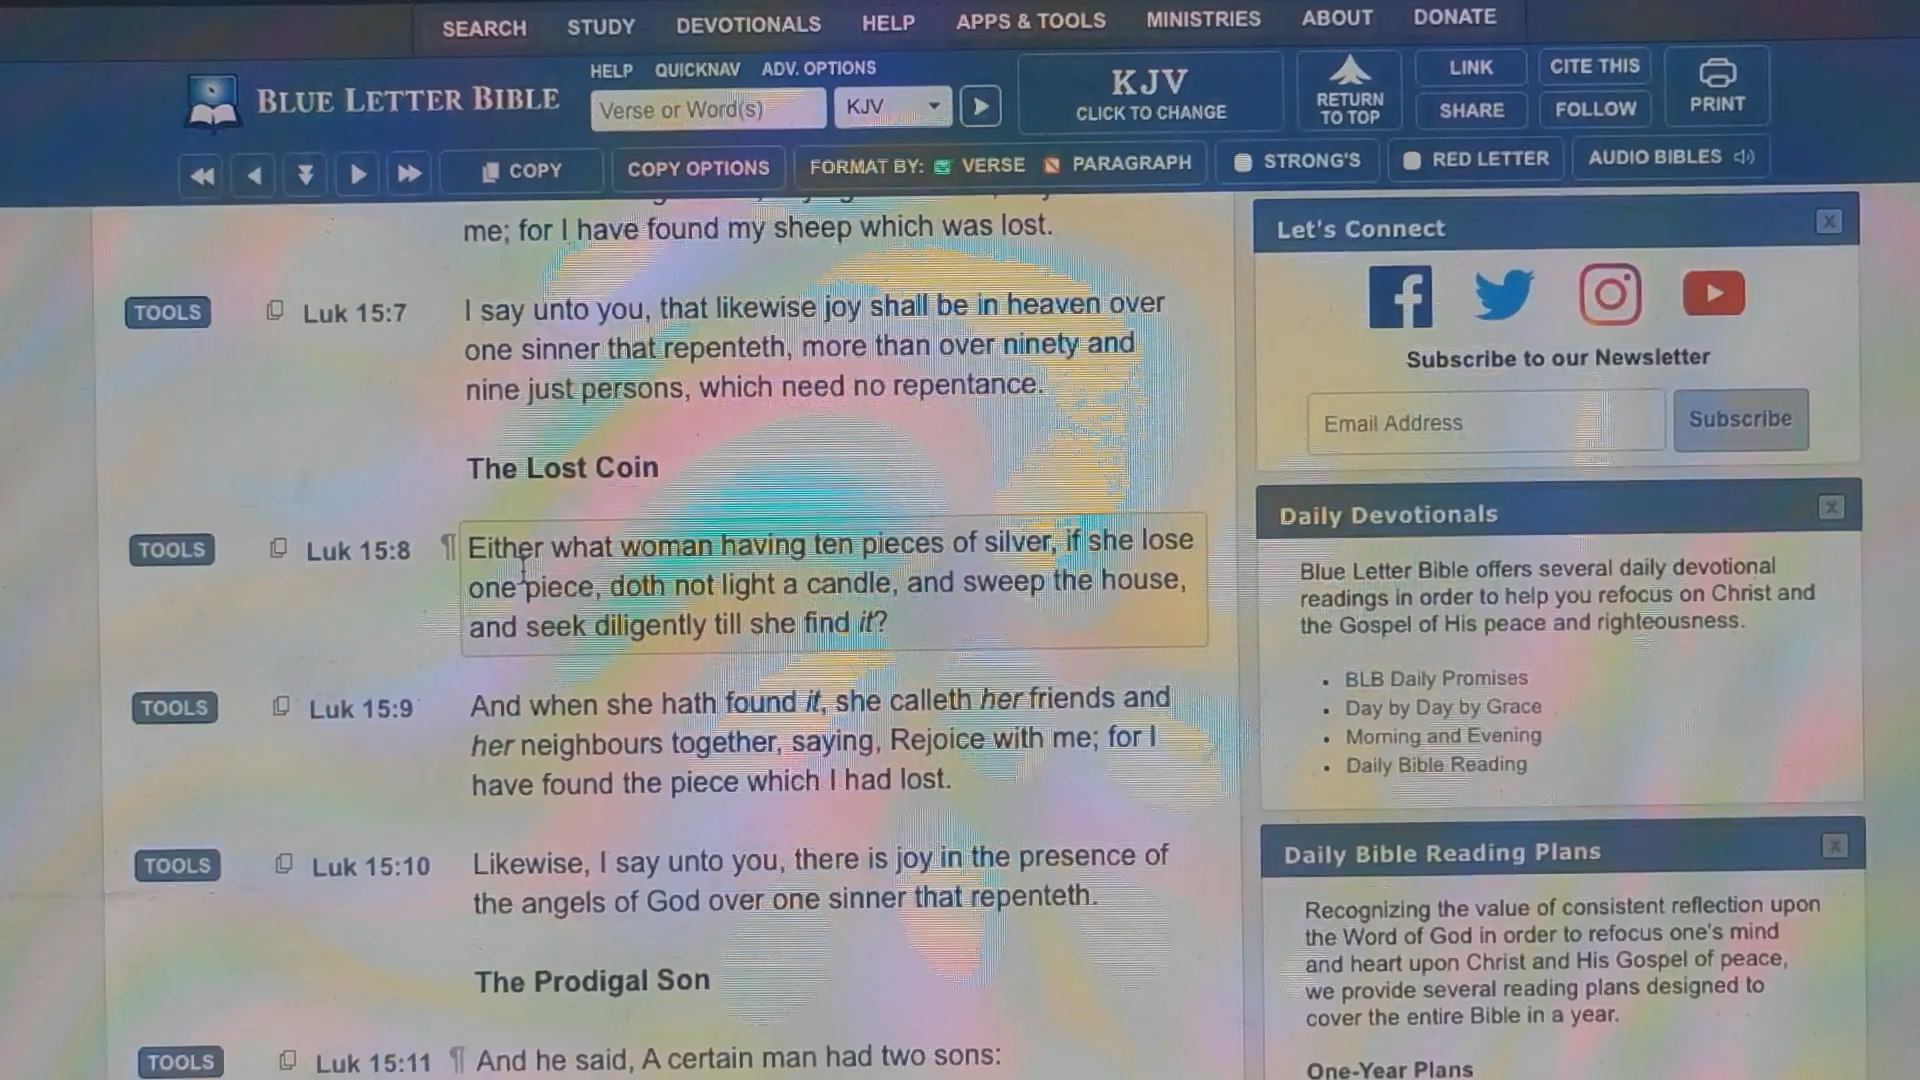 SEARCH STUDY DEVOTIONALS HELP APPS & TOOLS MINISTRIES ABOUT DONATE
BLUE LETTER BIBLE
HELP QUICKNAV ADV. OPTIONS
Verse or Word(s)
KJV
KJV
CLICK TO CHANGE
RETURN
TO TOP
LINK
CITE THIS
SHARE
FOLLOW
PRINT
COPY
COPY OPTIONS
FORMAT BY: VERSE PARAGRAPH
STRONG'S
RED LETTER
AUDIO BIBLES
me; for I have found my sheep which was lost.
TOOLS Luk 15:7 I say unto you, that likewise joy shall be in heaven over
one sinner that repenteth, more than over ninety and
nine just persons, which need no repentance.
The Lost Coin
TOOLS Luk 15:8 ¶ Either what woman having ten pieces of silver, if she lose
one piece, doth not light a candle, and sweep the house,
and seek diligently till she find it?
TOOLS Luk 15:9 And when she hath found it, she calleth her friends and
her neighbours together, saying, Rejoice with me; for I
have found the piece which I had lost.
TOOLS Luk 15:10 Likewise, I say unto you, there is joy in the presence of
the angels of God over one sinner that repenteth.
The Prodigal Son
TOOLS Luk 15:11 ¶ And he said, A certain man had two sons:
Let's Connect X
Subscribe to our Newsletter
Email Address
Subscribe
Daily Devotionals X
Blue Letter Bible offers several daily devotional
readings in order to help you refocus on Christ and
the Gospel of His peace and righteousness.
• BLB Daily Promises
• Day by Day by Grace
• Morning and Evening
• Daily Bible Reading
Daily Bible Reading Plans X
Recognizing the value of consistent reflection upon
the Word of God in order to refocus one's mind
and heart upon Christ and His Gospel of peace,
we provide several reading plans designed to
cover the entire Bible in a year.
One-Year Plans